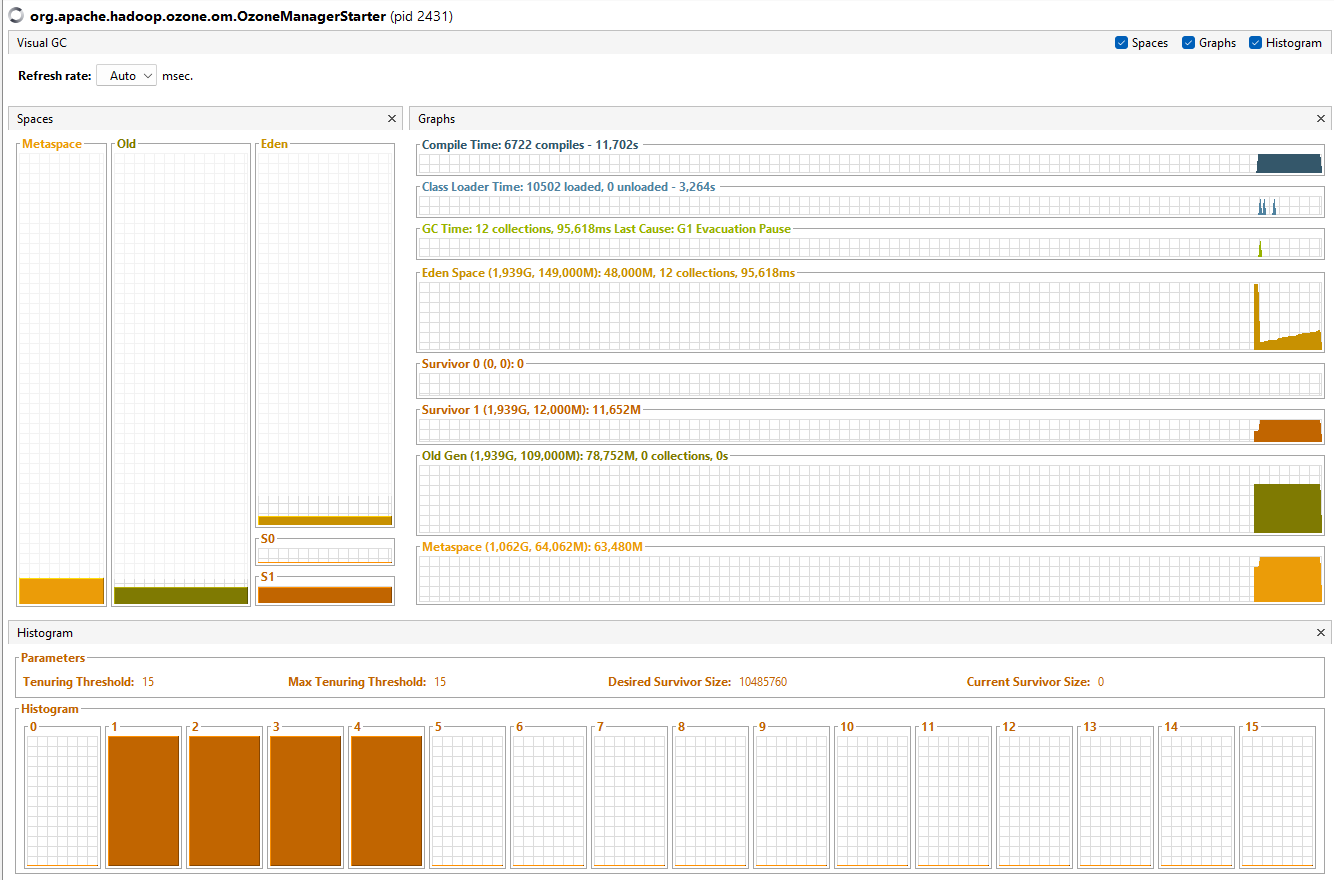 org.apache.hadoop.ozone.om.OzoneManagerStarter (pid 2431)
Visual GC
Spaces Graphs Histogram
Refresh rate: Auto msec.
Spaces
Metaspace
Old
Eden
S0
S1
Graphs
Compile Time: 6722 compiles - 11,702s
Class Loader Time: 10502 loaded, 0 unloaded - 3,264s
GC Time: 12 collections, 95,618ms Last Cause: G1 Evacuation Pause
Eden Space (1,939G, 149,000M): 48,000M, 12 collections, 95,618ms
Survivor 0 (0, 0): 0
Survivor 1 (1,939G, 12,000M): 11,652M
Old Gen (1,939G, 109,000M): 78,752M, 0 collections, 0s
Metaspace (1,062G, 64,062M): 63,480M
Histogram
Parameters
Tenuring Threshold: 15 Max Tenuring Threshold: 15 Desired Survivor Size: 10485760 Current Survivor Size: 0
Histogram
0 1 2 3 4 5 6 7 8 9 10 11 12 13 14 15